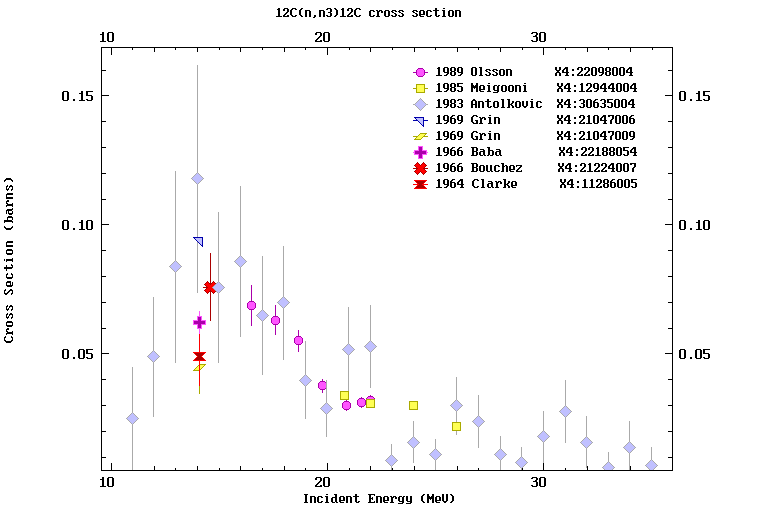 12C(n,n3)12C cross section
10 20 30
1989 Olsson X4:22098004
1985 Meigooni X4:12944004
1983 Antolkovic X4:30635004
1969 Grin X4:21047006
1969 Grin X4:21047009
1966 Baba X4:22188054
1966 Bouchez X4:21224007
1964 Clarke X4:11286005
0.15 0.15
0.10 0.10
0.05 0.05
Cross Section (barns)
10 20 30
Incident Energy (MeV)